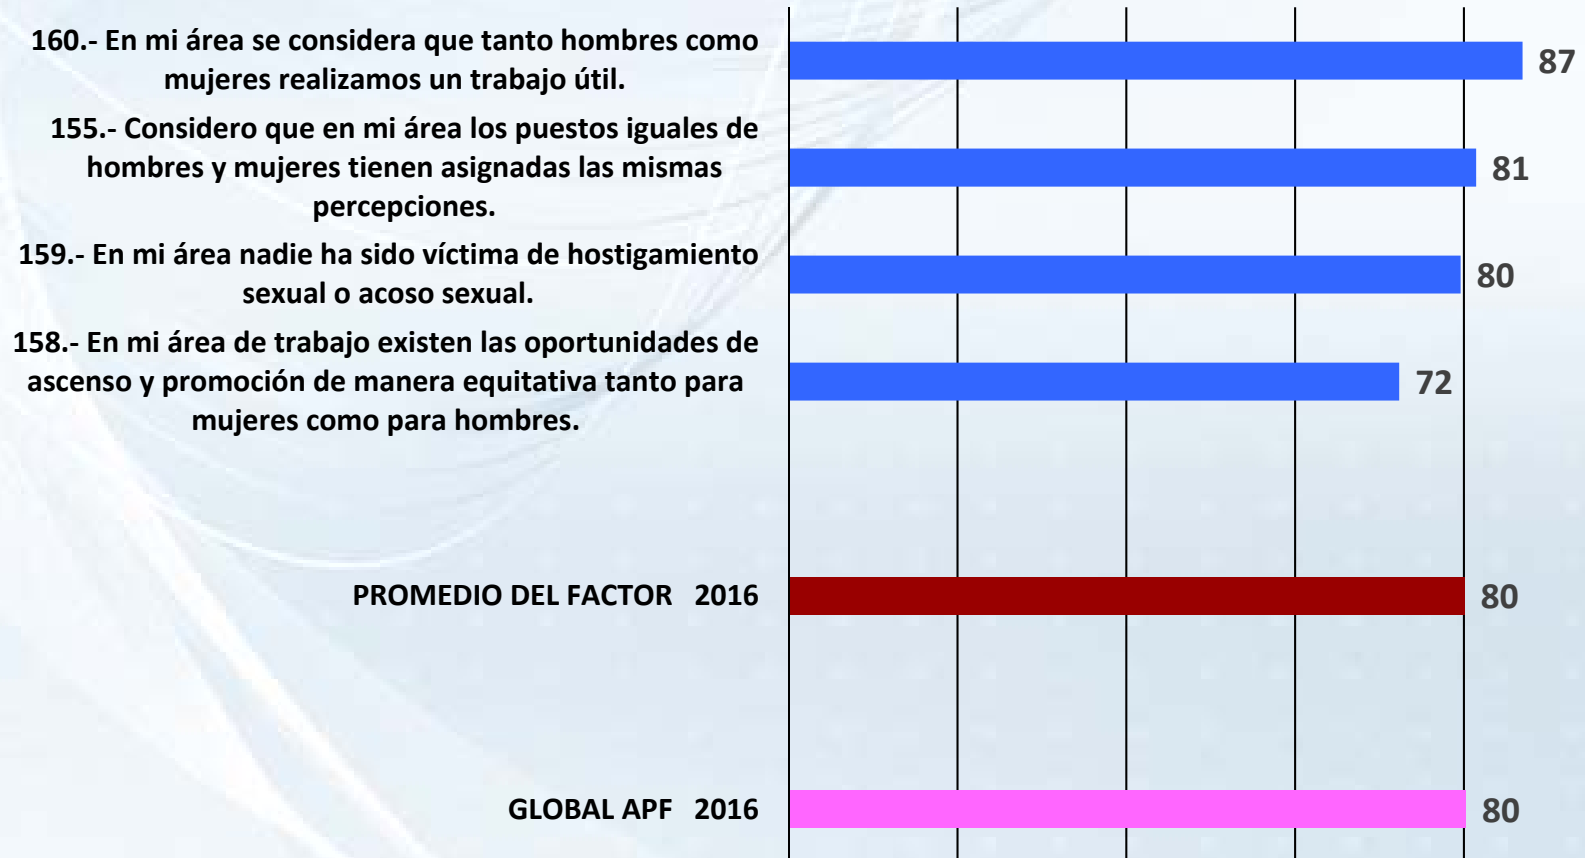 160.- En mi área se considera que tanto hombres como
mujeres realizamos un trabajo útil.
87
155.- Considero que en mi área los puestos iguales de
hombres y mujeres tienen asignadas las mismas
percepciones.
81
159.- En mi área nadie ha sido víctima de hostigamiento
sexual o acoso sexual.
80
158.- En mi área de trabajo existen las oportunidades de
ascenso y promoción de manera equitativa tanto para
mujeres como para hombres.
72
PROMEDIO DEL FACTOR 2016
80
GLOBAL APF 2016
80